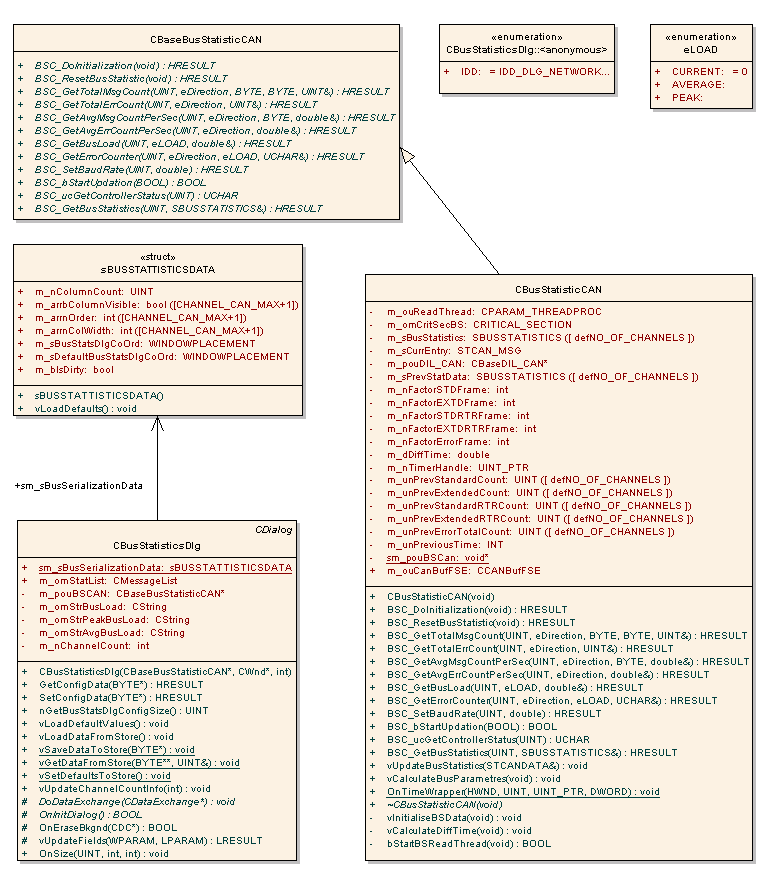 CBaseBusStatisticCAN
+ BSC_DoInitialization(void) : HRESULT
+ BSC_ResetBusStatistic(void) : HRESULT
+ BSC_GetTotalMsgCount(UINT, eDirection, BYTE, BYTE, UINT&) : HRESULT
+ BSC_GetTotalErrCount(UINT, eDirection, UINT&) : HRESULT
+ BSC_GetAvgMsgCountPerSec(UINT, eDirection, BYTE, double&) : HRESULT
+ BSC_GetAvgErrCountPerSec(UINT, eDirection, double&) : HRESULT
+ BSC_GetBusLoad(UINT, eLOAD, double&) : HRESULT
+ BSC_GetErrorCounter(UINT, eDirection, eLOAD, UCHAR&) : HRESULT
+ BSC_SetBaudRate(UINT, double) : HRESULT
+ BSC_bStartUpdation(BOOL) : BOOL
+ BSC_ucGetControllerStatus(UINT) : UCHAR
+ BSC_GetBusStatistics(UINT, SBUSSTATISTICS&) : HRESULT
«enumeration»
CBusStatisticsDlg::<anonymous>
+ IDD: = IDD_DLG_NETWORK...
«enumeration»
eLOAD
+ CURRENT: = 0
+ AVERAGE:
+ PEAK:
«struct»
sBUSSTATTISTICSDATA
+ m_nColumnCount: UINT
+ m_arrbColumnVisible: bool ([CHANNEL_CAN_MAX+1])
+ m_arrnOrder: int ([CHANNEL_CAN_MAX+1])
+ m_arrnColWidth: int ([CHANNEL_CAN_MAX+1])
+ m_sBusStatsDlgCoOrd: WINDOWPLACEMENT
+ m_sDefaultBusStatsDlgCoOrd: WINDOWPLACEMENT
+ m_bIsDirty: bool
+ sBUSSTATTISTICSDATA()
+ vLoadDefaults() : void
+sm_sBusSerializationData
CDialog
CBusStatisticsDlg
+ sm_sBusSerializationData: sBUSSTATTISTICSDATA
+ m_omStatList: CMessageList
- m_pouBSCAN: CBaseBusStatisticCAN*
- m_omStrBusLoad: CString
- m_omStrPeakBusLoad: CString
- m_omStrAvgBusLoad: CString
- m_nChannelCount: int
+ CBusStatisticsDlg(CBaseBusStatisticCAN*, CWnd*, int)
+ GetConfigData(BYTE*) : HRESULT
+ SetConfigData(BYTE*) : HRESULT
+ nGetBusStatsDlgConfigSize() : UINT
+ vLoadDefaultValues() : void
+ vLoadDataFromStore() : void
+ vSaveDataToStore(BYTE*) : void
+ vGetDataFromStore(BYTE**, UINT&) : void
+ vSetDefaultsToStore() : void
+ vUpdateChannelCountInfo(int) : void
# DoDataExchange(CDataExchange*) : void
# OnInitDialog() : BOOL
# OnEraseBkgnd(CDC*) : BOOL
# vUpdateFields(WPARAM, LPARAM) : LRESULT
+ OnSize(UINT, int, int) : void
CBusStatisticCAN
- m_ouReadThread: CPARAM_THREADPROC
- m_omCritSecBS: CRITICAL_SECTION
- m_sBusStatistics: SBUSSTATISTICS ([ defNO_OF_CHANNELS ])
- m_sCurrEntry: STCAN_MSG
- m_pouDIL_CAN: CBaseDIL_CAN*
- m_sPrevStatData: SBUSSTATISTICS ([ defNO_OF_CHANNELS ])
- m_nFactorSTDFrame: int
- m_nFactorEXTDFrame: int
- m_nFactorSTDRTRFrame: int
- m_nFactorEXTDRTRFrame: int
- m_nFactorErrorFrame: int
- m_dDiffTime: double
- m_nTimerHandle: UINT_PTR
- m_unPrevStandardCount: UINT ([ defNO_OF_CHANNELS ])
- m_unPrevExtendedCount: UINT ([ defNO_OF_CHANNELS ])
- m_unPrevStandardRTRCount: UINT ([ defNO_OF_CHANNELS ])
- m_unPrevExtendedRTRCount: UINT ([ defNO_OF_CHANNELS ])
- m_unPrevErrorTotalCount: UINT ([ defNO_OF_CHANNELS ])
- m_unPreviousTime: INT
- sm_pouBSCan: void*
+ m_ouCanBufFSE: CCANBufFSE
+ CBusStatisticCAN(void)
+ BSC_DoInitialization(void) : HRESULT
+ BSC_ResetBusStatistic(void) : HRESULT
+ BSC_GetTotalMsgCount(UINT, eDirection, BYTE, BYTE, UINT&) : HRESULT
+ BSC_GetTotalErrCount(UINT, eDirection, UINT&) : HRESULT
+ BSC_GetAvgMsgCountPerSec(UINT, eDirection, BYTE, double&) : HRESULT
+ BSC_GetAvgErrCountPerSec(UINT, eDirection, double&) : HRESULT
+ BSC_GetBusLoad(UINT, eLOAD, double&) : HRESULT
+ BSC_GetErrorCounter(UINT, eDirection, eLOAD, UCHAR&) : HRESULT
+ BSC_SetBaudRate(UINT, double) : HRESULT
+ BSC_bStartUpdation(BOOL) : BOOL
+ BSC_ucGetControllerStatus(UINT) : UCHAR
+ BSC_GetBusStatistics(UINT, SBUSSTATISTICS&) : HRESULT
+ vUpdateBusStatistics(STCANDATA&) : void
+ vCalculateBusParametres(void) : void
+ OnTimeWrapper(HWND, UINT, UINT_PTR, DWORD) : void
+ ~CBusStatisticCAN(void)
- vInitialiseBSData(void) : void
- vCalculateDiffTime(void) : void
- bStartBSReadThread(void) : BOOL